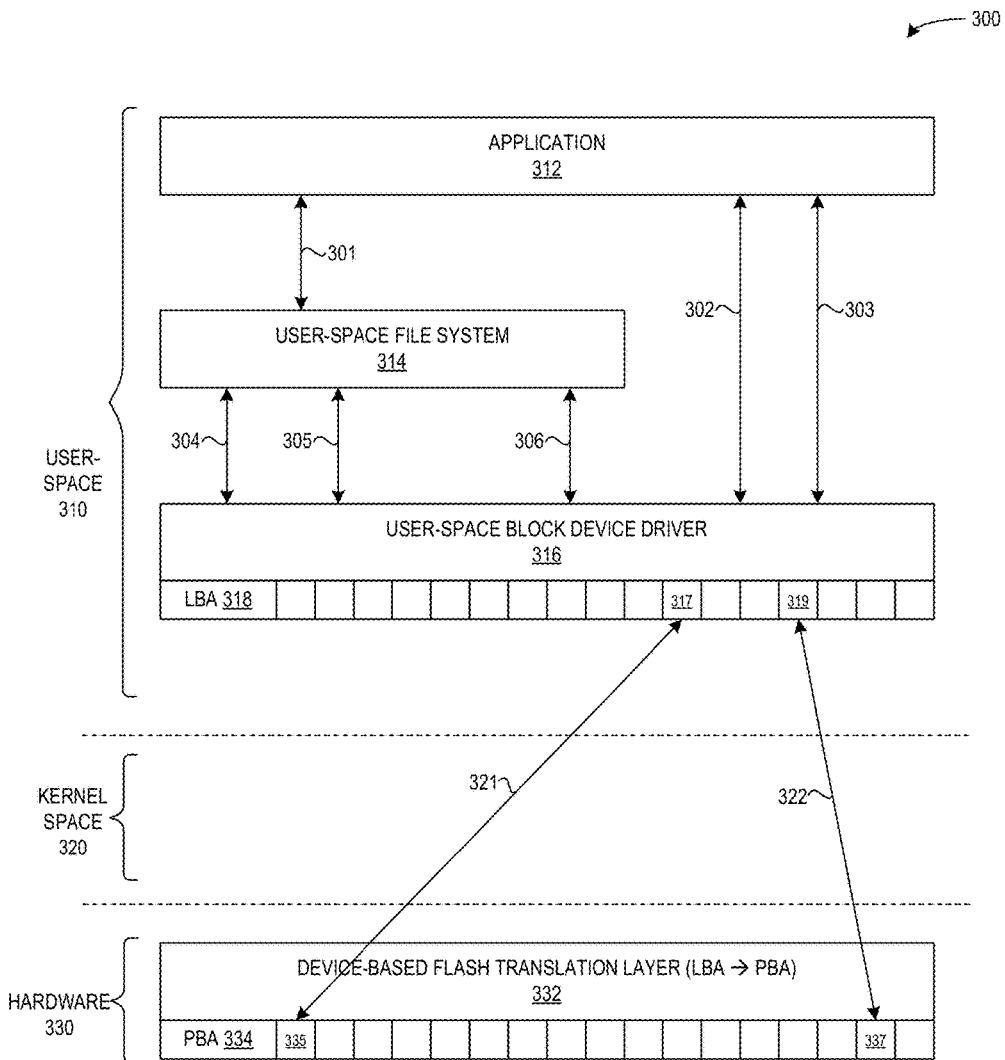 300
APPLICATION
312
301
302
303
USER-SPACE FILE SYSTEM
314
304
305
306
USER-
SPACE
310
USER-SPACE BLOCK DEVICE DRIVER
316
LBA 318
317
319
321
322
KERNEL
SPACE
320
HARDWARE
330
DEVICE-BASED FLASH TRANSLATION LAYER (LBA → PBA)
332
PBA 334
335
337